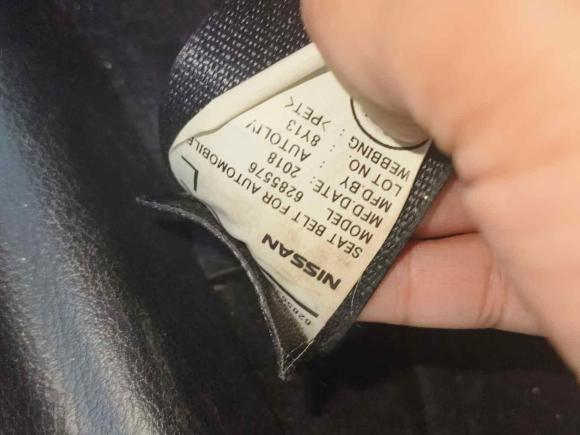 NISSAN
SEAT BELT FOR AUTOMOBILE
MODEL 6285576
MFD.DATE: 2018
MFD.BY : AUTOLIV
LOT NO. : 8Y13
WEBBING : >PET<
L